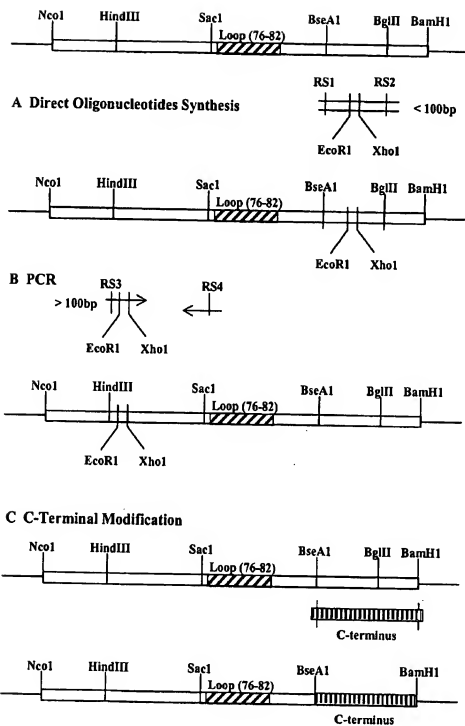 Nco1 HindIII Sac1 BseA1 BglII BamH1
Loop (76-82)
RS1 RS2
A Direct Oligonucleotides Synthesis < 100bp
EcoR1 Xho1
Nco1 HindIII Sac1 BseA1 BglII BamH1
Loop (76-82)
EcoR1 Xho1
B PCR
RS3 RS4
> 100bp
EcoR1 Xho1
Nco1 HindIII Sac1 BseA1 BglII BamH1
Loop (76-82)
EcoR1 Xho1
C C-Terminal Modification
Nco1 HindIII Sac1 BseA1 BglII BamH1
Loop (76-82)
C-terminus
Nco1 HindIII Sac1 BseA1 BamH1
Loop (76-82)
C-terminus